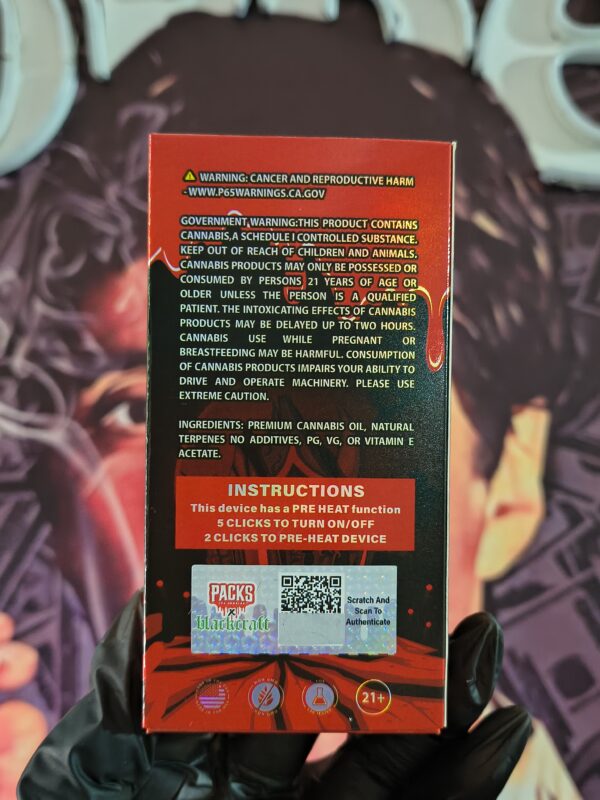 WARNING: CANCER AND REPRODUCTIVE HARM
- WWW.P65WARNINGS.CA.GOV
GOVERNMENT WARNING:THIS PRODUCT CONTAINS
CANNABIS,A SCHEDULE I CONTROLLED SUBSTANCE.
KEEP OUT OF REACH OF CHILDREN AND ANIMALS.
CANNABIS PRODUCTS MAY ONLY BE POSSESSED OR
CONSUMED BY PERSONS 21 YEARS OF AGE OR
OLDER UNLESS THE PERSON IS A QUALIFIED
PATIENT. THE INTOXICATING EFFECTS OF CANNABIS
PRODUCTS MAY BE DELAYED UP TO TWO HOURS.
CANNABIS USE WHILE PREGNANT OR
BREASTFEEDING MAY BE HARMFUL. CONSUMPTION
OF CANNABIS PRODUCTS IMPAIRS YOUR ABILITY TO
DRIVE AND OPERATE MACHINERY. PLEASE USE
EXTREME CAUTION.
INGREDIENTS: PREMIUM CANNABIS OIL, NATURAL
TERPENES NO ADDITIVES, PG, VG, OR VITAMIN E
ACETATE.
INSTRUCTIONS
This device has a PRE HEAT function
5 CLICKS TO TURN ON/OFF
2 CLICKS TO PRE-HEAT DEVICE
PACKS
X
blackcraft
Scratch And
Scan To
Authenticate
21+